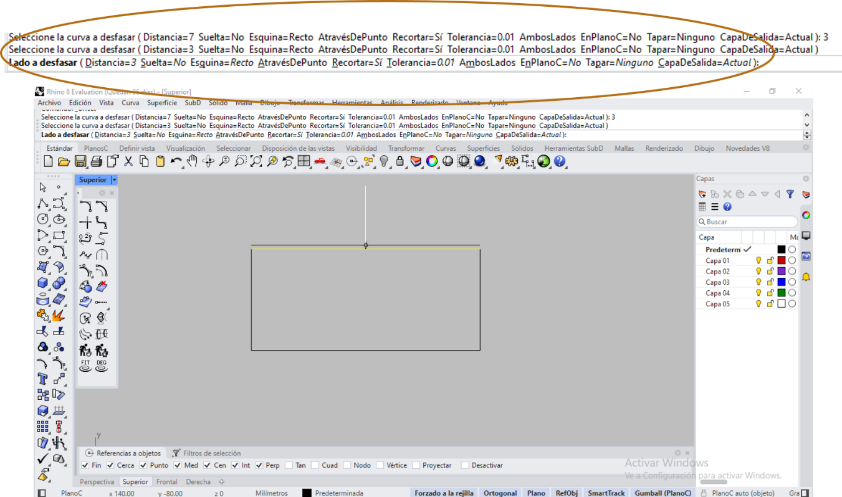 Seleccione la curva a desfasar ( Distancia=7 Suelta=No Esquina=Recto AtravésDePunto Recortar=Sí Tolerancia=0.01 AmbosLados EnPlanoC=No Tapar=Ninguno CapaDeSalida=Actual ): 3
Seleccione la curva a desfasar ( Distancia=3 Suelta=No Esquina=Recto AtravésDePunto Recortar=Sí Tolerancia=0.01 AmbosLados EnPlanoC=No Tapar=Ninguno CapaDeSalida=Actual )
Lado a desfasar ( Distancia=3 Suelta=No Esquina=Recto AtravésDePunto Recortar=Sí Tolerancia=0.01 AmbosLados EnPlanoC=No Tapar=Ninguno CapaDeSalida=Actual ):
Rhino 8 Evaluation - [Superior]
Archivo Edición Vista Curva Superficie SubD Sólido Malla Dibujo Transformar Herramientas Análisis Renderizado Ventana Ayuda
Seleccione la curva a desfasar ( Distancia=7 Suelta=No Esquina=Recto AtravésDePunto Recortar=Sí Tolerancia=0.01 AmbosLados EnPlanoC=No Tapar=Ninguno CapaDeSalida=Actual ): 3
Seleccione la curva a desfasar ( Distancia=3 Suelta=No Esquina=Recto AtravésDePunto Recortar=Sí Tolerancia=0.01 AmbosLados EnPlanoC=No Tapar=Ninguno CapaDeSalida=Actual )
Lado a desfasar ( Distancia=3 Suelta=No Esquina=Recto AtravésDePunto Recortar=Sí Tolerancia=0.01 AmbosLados EnPlanoC=No Tapar=Ninguno CapaDeSalida=Actual ):
Estándar PlanosC Definir vista Visualización Seleccionar Disposición de las vistas Visibilidad Transformar Curvas Superficies Sólidos Herramientas SubD Mallas Renderizado Dibujo Novedades V8
Superior
Capas
Buscar
Capa
Predeterm
Capa 01
Capa 02
Capa 03
Capa 04
Capa 05
FIT DEG
y
Referencias a objetos Filtros de selección
Fin Cerca Punto Med Cen Int Perp Tan Cuad Nodo Vértice Proyectar Desactivar
Activar Windows
Ve a Configuración para activar Windows.
Perspectiva Superior Frontal Derecha
PlanoC x 140.00 y -80.00 z 0 Milímetros Predeterminada Forzado a la rejilla Ortogonal Plano RefObj SmartTrack Gumball (PlanoC) PlanoC auto (objeto) Gra